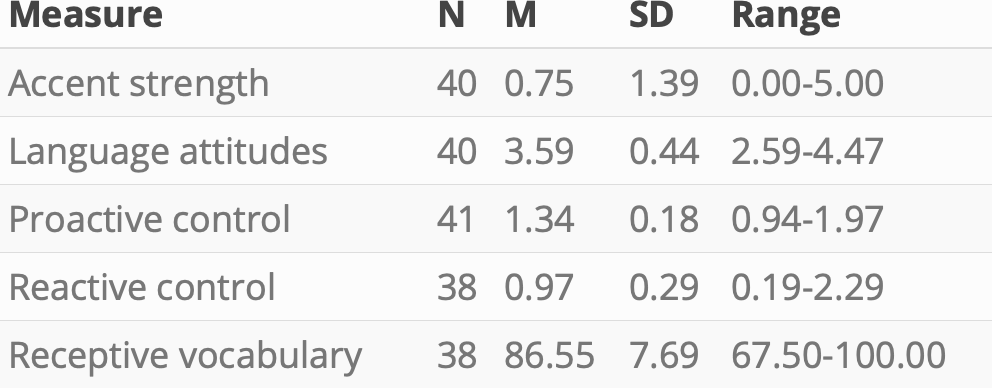 Measure N M SD Range
Accent strength 40 0.75 1.39 0.00-5.00
Language attitudes 40 3.59 0.44 2.59-4.47
Proactive control 41 1.34 0.18 0.94-1.97
Reactive control 38 0.97 0.29 0.19-2.29
Receptive vocabulary 38 86.55 7.69 67.50-100.00